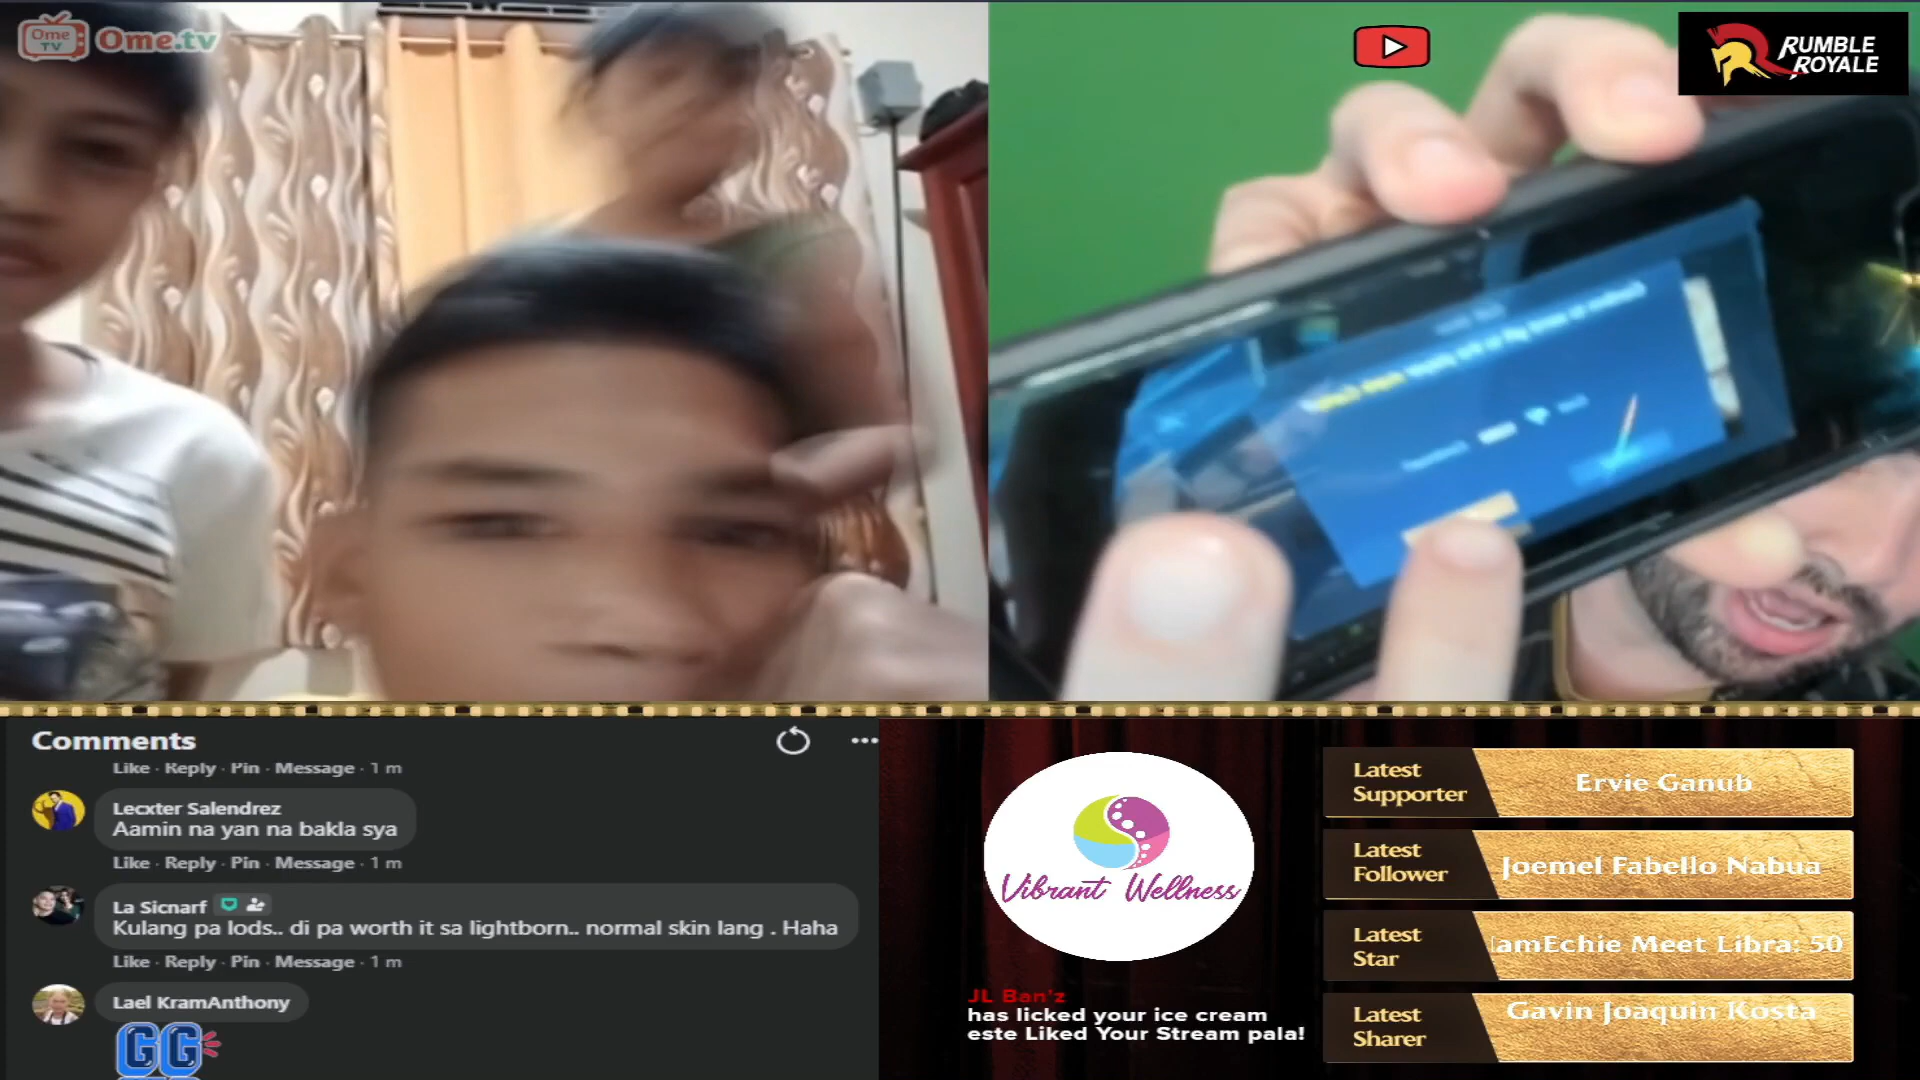 Ome TV
Ome.tv
RUMBLE
ROYALE
Comments
Like · Reply · Pin · Message · 1 m
Lecxter Salendrez
Aamin na yan na bakla sya
Like · Reply · Pin · Message · 1 m
La Sicnarf
Kulang pa lods.. di pa worth it sa lightborn.. normal skin lang . Haha
Like · Reply · Pin · Message · 1 m
Lael KramAnthony
GG
Vibrant Wellness
JL Ban'z
has licked your ice cream
este Liked Your Stream pala!
Latest
Supporter
Ervie Ganub
Latest
Follower
Joemel Fabello Nabua
Latest
Star
amEchie Meet Libra: 50
Latest
Sharer
Gavin Joaquin Kosta